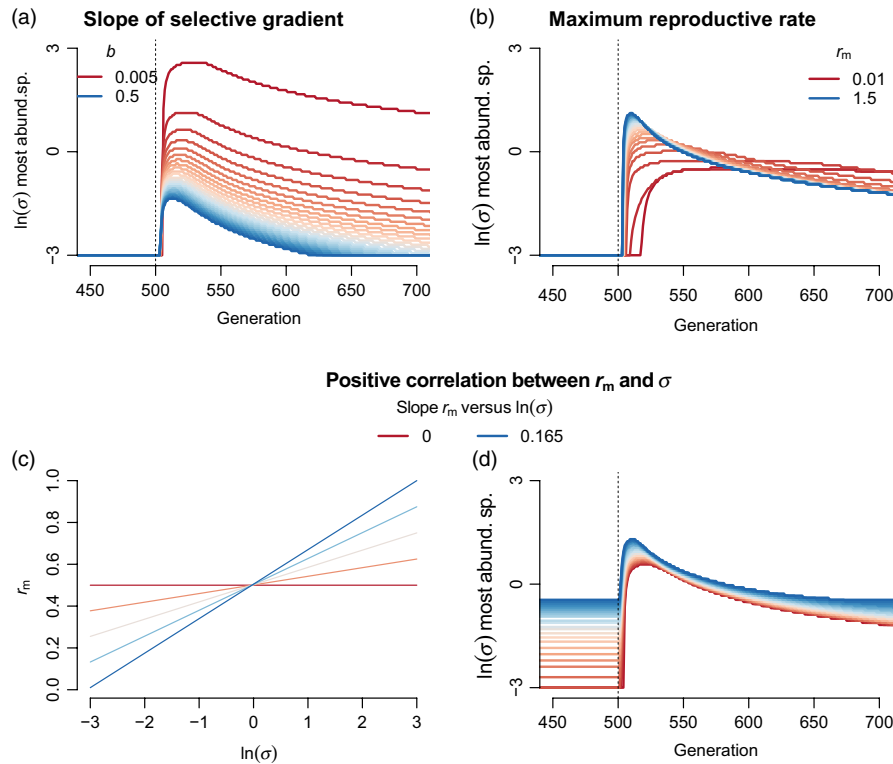 (a) Slope of selective gradient
b
0.005
0.5
ln(σ) most abund.sp.
3
0
−3
450 500 550 600 650 700
Generation
(b) Maximum reproductive rate
rm
0.01
1.5
ln(σ) most abund. sp.
3
0
−3
450 500 550 600 650 700
Generation
Positive correlation between rm and σ
Slope rm versus ln(σ)
0 0.165
(c)
rm
1.0
0.8
0.6
0.4
0.2
0.0
−3 −2 −1 0 1 2 3
ln(σ)
(d)
ln(σ) most abund. sp.
3
0
−3
450 500 550 600 650 700
Generation